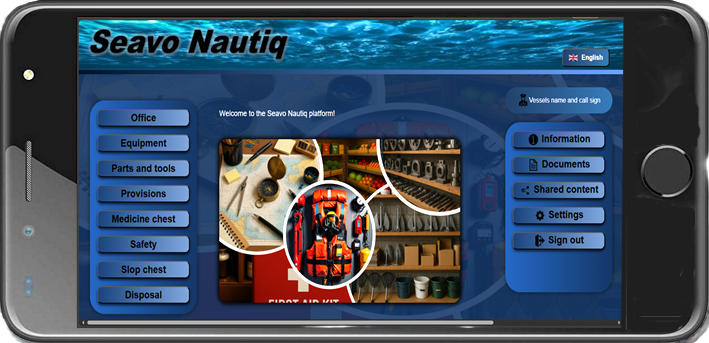 Seavo Nautiq
English
Vessels name and call sign
Welcome to the Seavo Nautiq platform!
Office
Equipment
Parts and tools
Provisions
Medicine chest
Safety
Slop chest
Disposal
Information
Documents
Shared content
Settings
Sign out
FIRST AID KIT